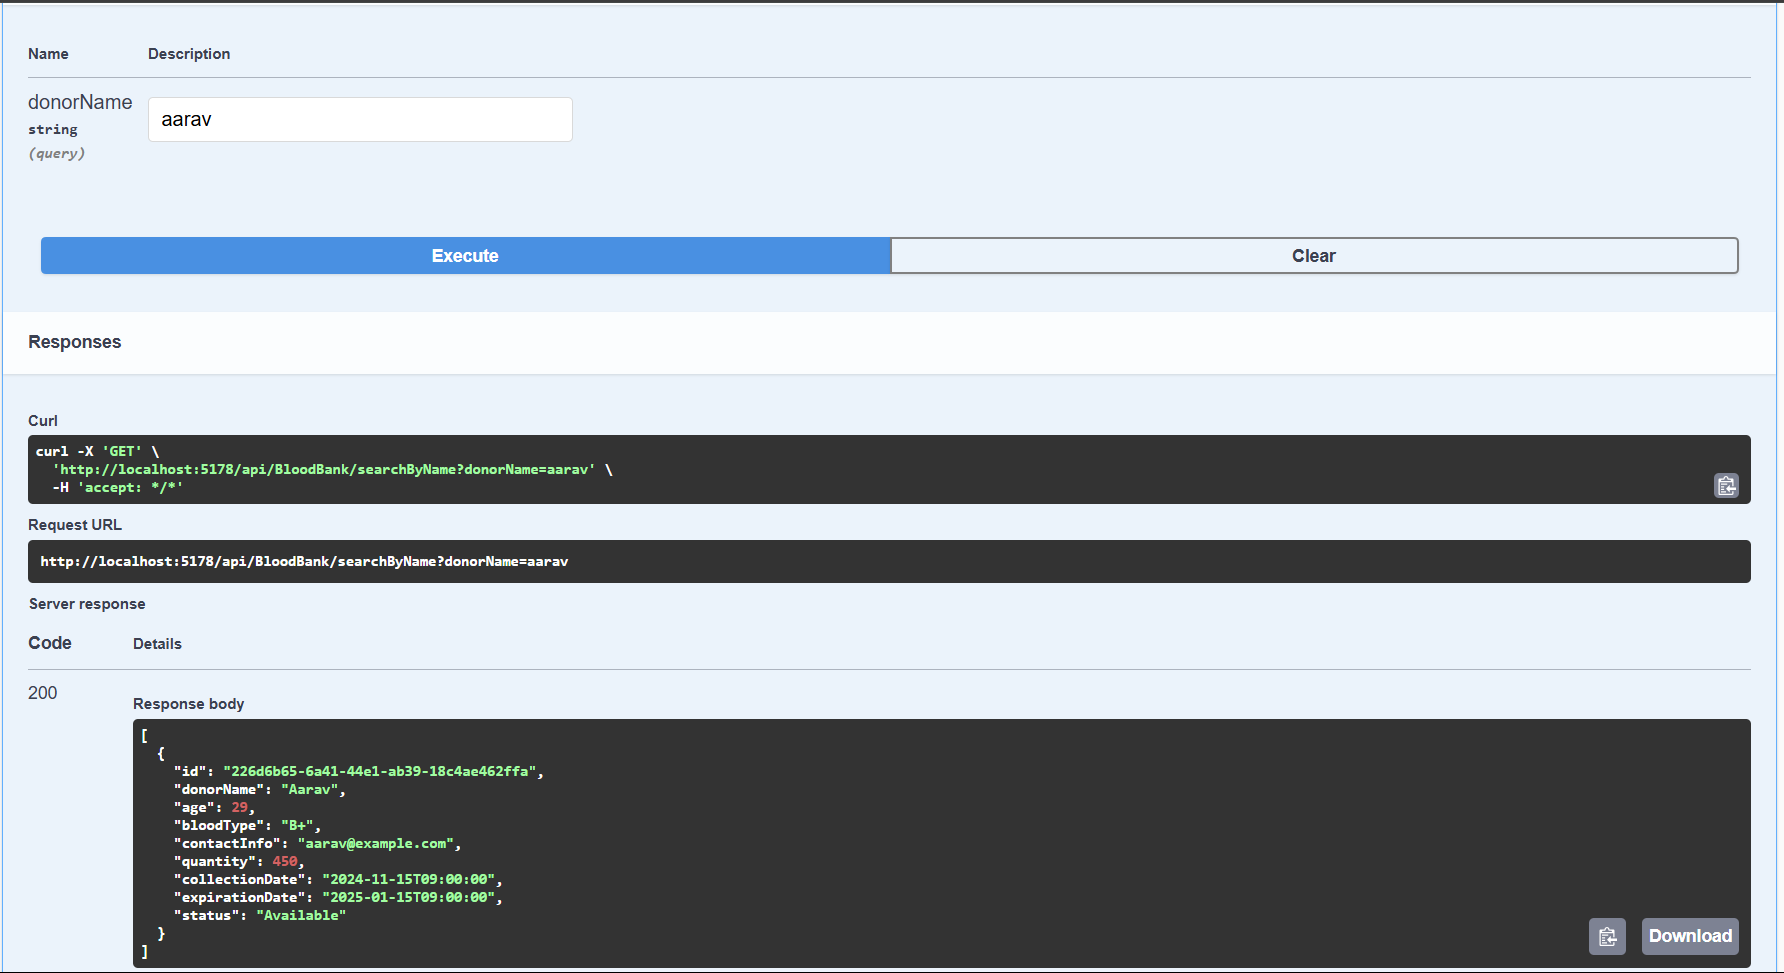 Name Description
donorName
string
(query)
aarav
Execute Clear
Responses
Curl
curl -X 'GET' \
  'http://localhost:5178/api/BloodBank/searchByName?donorName=aarav' \
  -H 'accept: */*'
Request URL
http://localhost:5178/api/BloodBank/searchByName?donorName=aarav
Server response
Code Details
200
Response body
[
  {
    "id": "226d6b65-6a41-44e1-ab39-18c4ae462ffa",
    "donorName": "Aarav",
    "age": 29,
    "bloodType": "B+",
    "contactInfo": "aarav@example.com",
    "quantity": 450,
    "collectionDate": "2024-11-15T09:00:00",
    "expirationDate": "2025-01-15T09:00:00",
    "status": "Available"
  }
]
Download